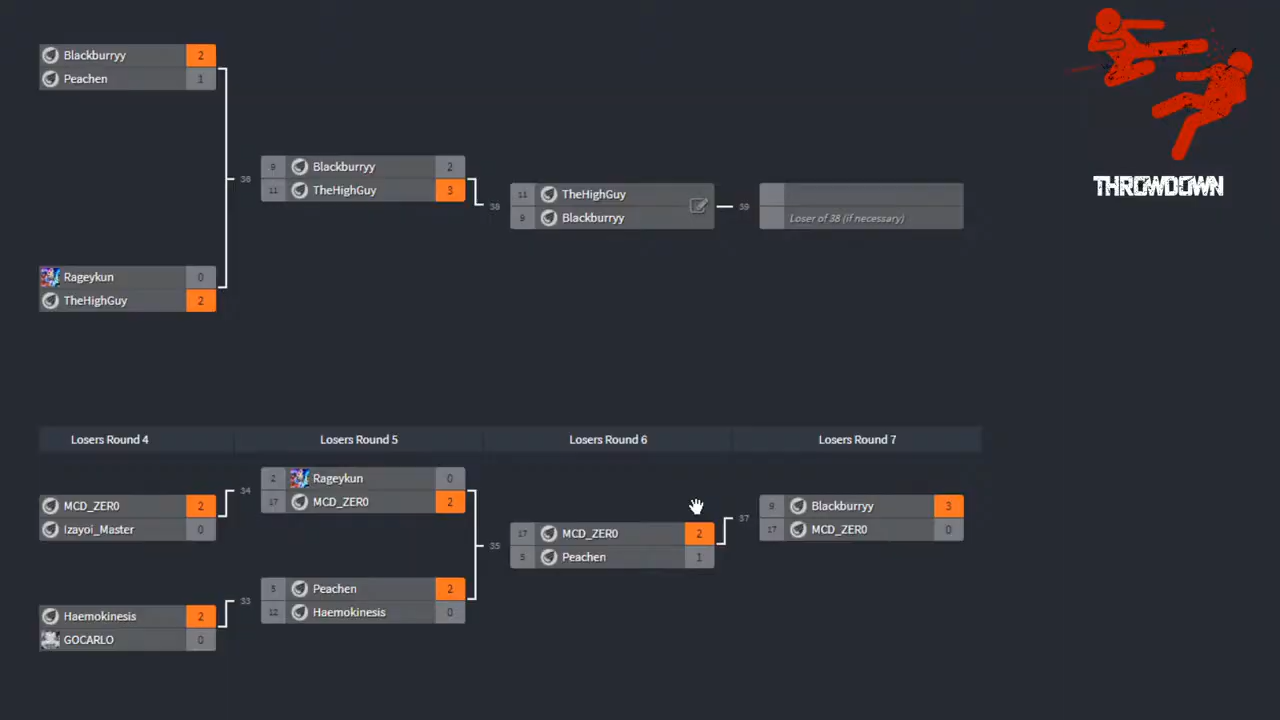 Blackburryy 2
Peachen 1
THROWDOWN
9 Blackburryy 2
11 TheHighGuy 3
11 TheHighGuy
9 Blackburryy
39
Loser of 38 (if necessary)
38
Rageykun 0
TheHighGuy 2
Losers Round 4
Losers Round 5
Losers Round 6
Losers Round 7
2 Rageykun 0
17 MCD_ZER0 2
34
MCD_ZER0 2
Izayoi_Master 0
17 MCD_ZER0 2
5 Peachen 1
35
37
9 Blackburryy 3
17 MCD_ZER0 0
5 Peachen 2
12 Haemokinesis 0
33
Haemokinesis 2
GOCARLO 0